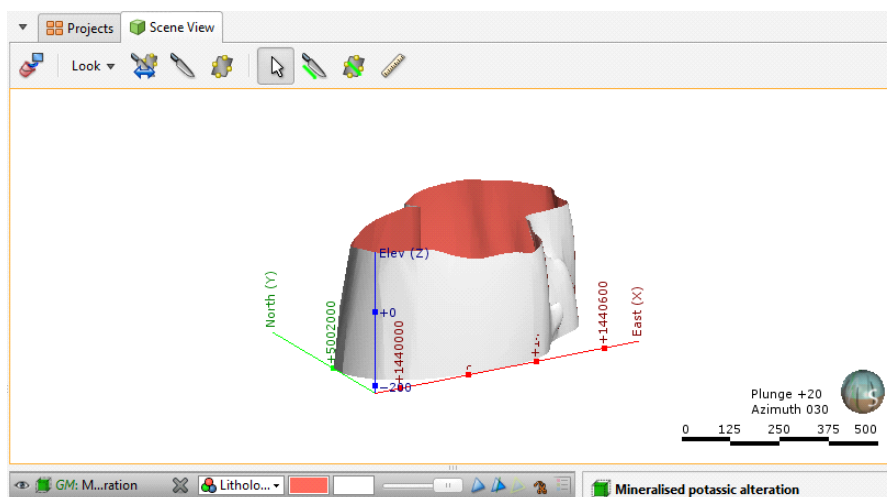 Projects
Scene View
Look
Elev (Z)
North (Y)
+0
+5002000
+1440000
+1440600
East (X)
-200
Plunge +20
Azimuth 030
S
0 125 250 375 500
GM: M...ration
Litholo...
Mineralised potassic alteration